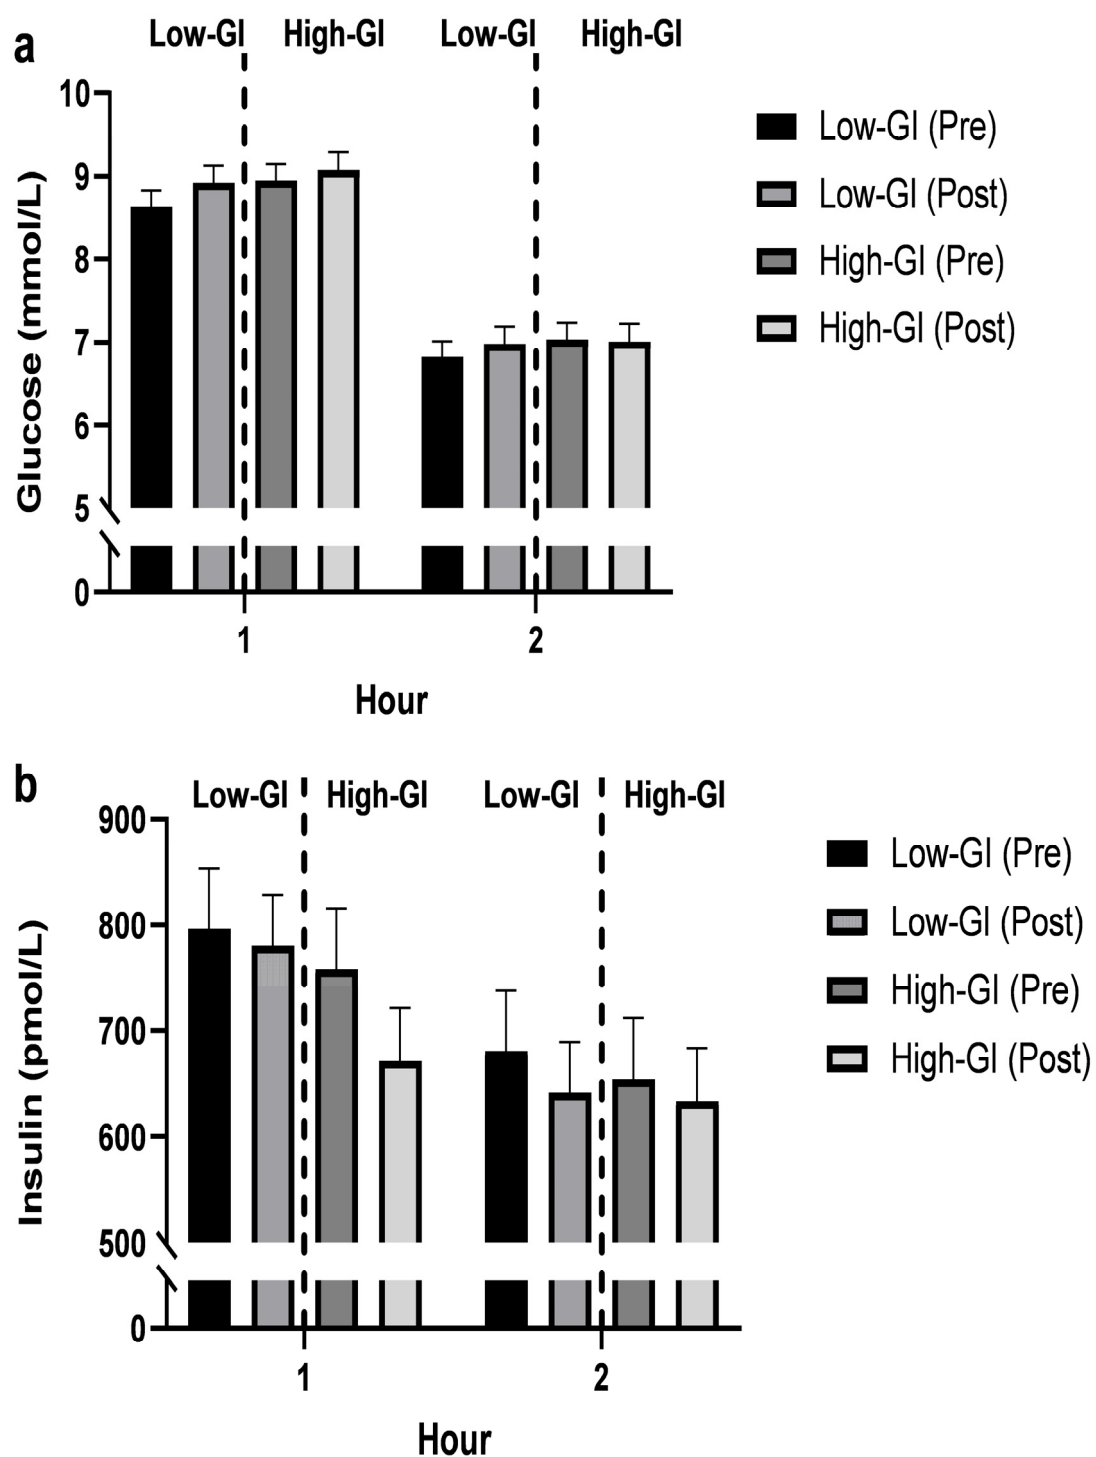 a
Low-GI High-GI Low-GI High-GI
10
9
8
7
6
5
0
Glucose (mmol/L)
1 2
Hour
Low-GI (Pre)
Low-GI (Post)
High-GI (Pre)
High-GI (Post)
b
Low-GI High-GI Low-GI High-GI
900
800
700
600
500
0
Insulin (pmol/L)
1 2
Hour
Low-GI (Pre)
Low-GI (Post)
High-GI (Pre)
High-GI (Post)